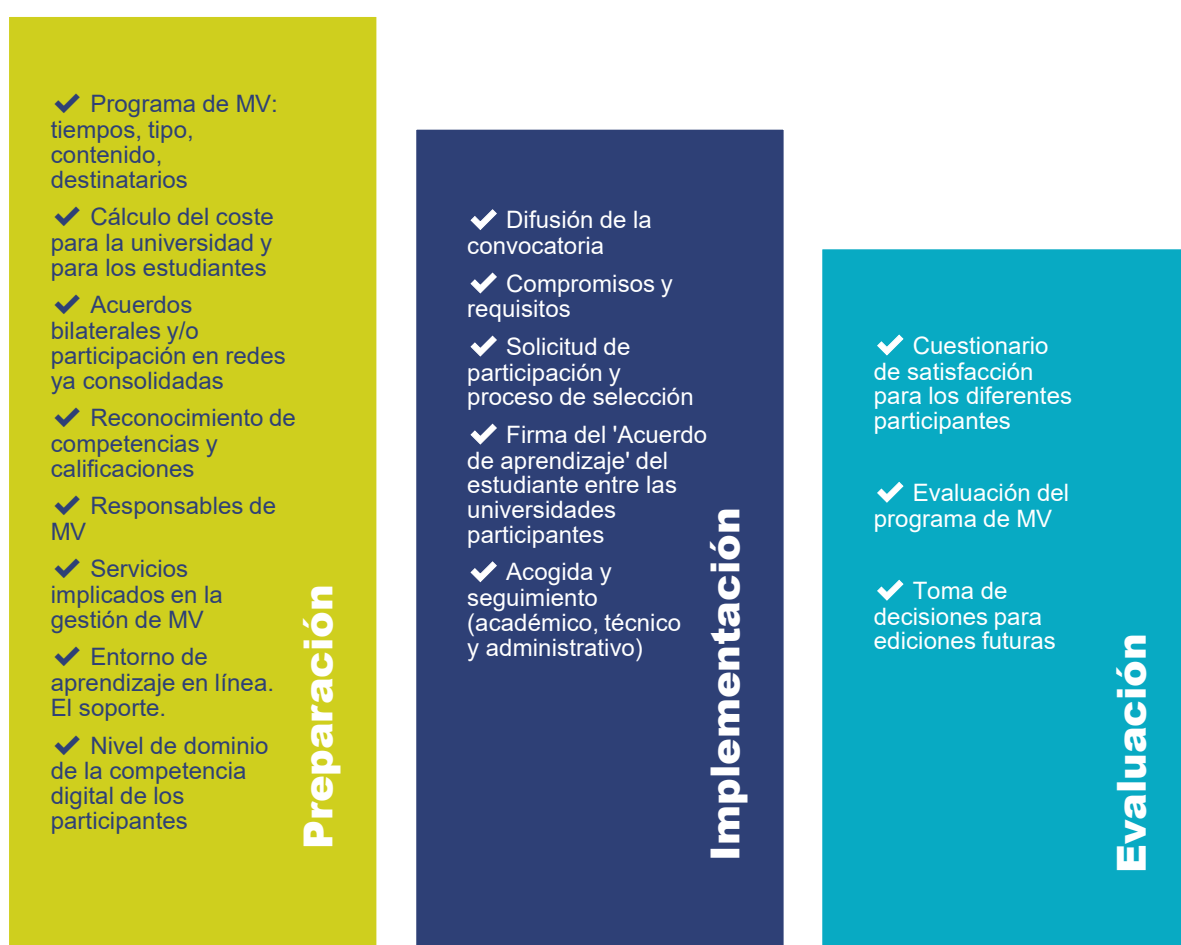 ✔ Programa de MV:
tiempos, tipo,
contenido,
destinatarios
✔ Cálculo del coste
para la universidad y
para los estudiantes
✔ Acuerdos
bilaterales y/o
participación en redes
ya consolidadas
✔ Reconocimiento de
competencias y
calificaciones
✔ Responsables de
MV
✔ Servicios
implicados en la
gestión de MV
✔ Entorno de
aprendizaje en línea.
El soporte.
✔ Nivel de dominio
de la competencia
digital de los
participantes
Preparación
✔ Difusión de la
convocatoria
✔ Compromisos y
requisitos
✔ Solicitud de
participación y
proceso de selección
✔ Firma del 'Acuerdo
de aprendizaje' del
estudiante entre las
universidades
participantes
✔ Acogida y
seguimiento
(académico, técnico
y administrativo)
Implementación
✔ Cuestionario
de satisfacción
para los diferentes
participantes
✔ Evaluación del
programa de MV
✔ Toma de
decisiones para
ediciones futuras
Evaluación